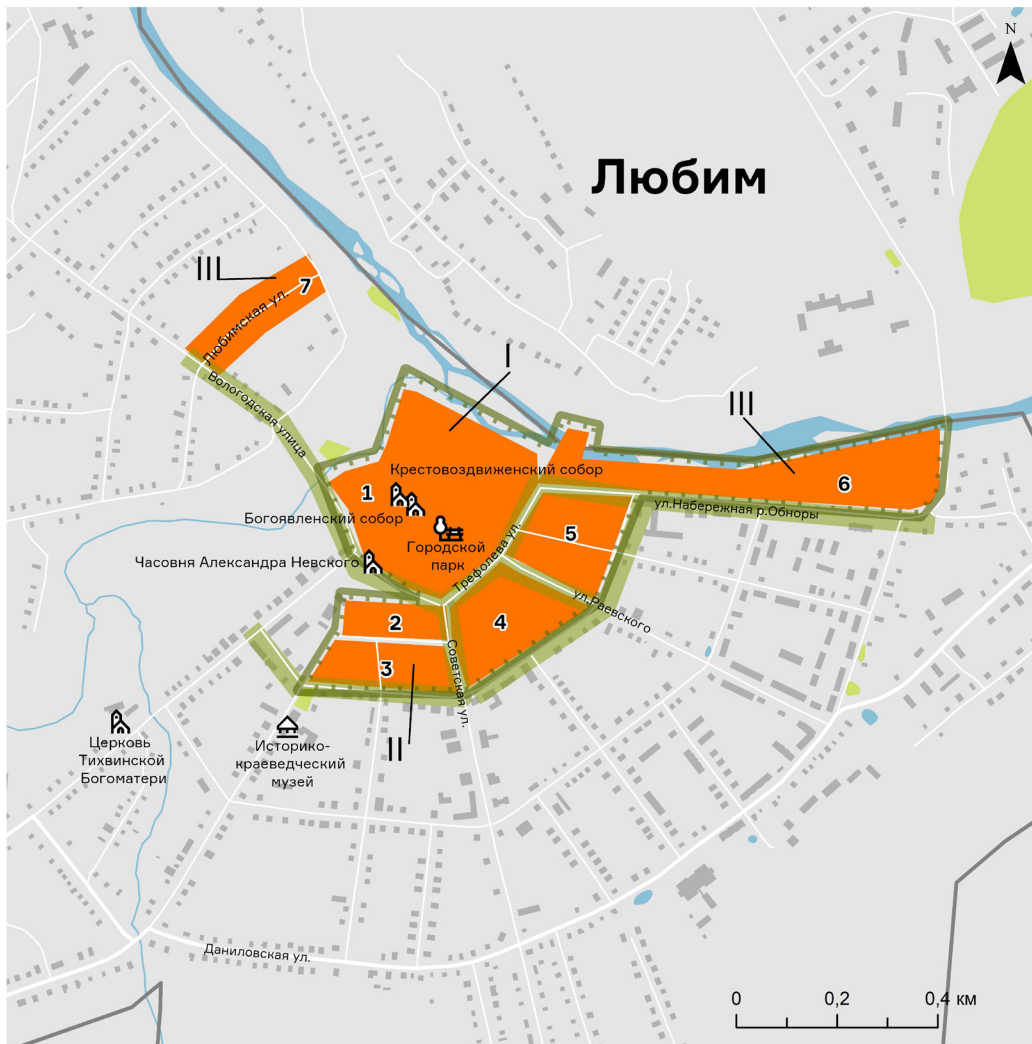 N
Любим
III
7
Любимская ул.
I
Вологодская улица
III
Крестовоздвиженский собор
1
6
Богоявленский собор
ул.Набережная р.Обноры
5
Городской
парк
Трефолева ул.
Часовня Александра Невского
ул.Раевского
2
4
3
Советская ул.
II
Церковь
Тихвинской
Богоматери
Историко-
краеведческий
музей
Даниловская ул.
0
0,2
0,4 км